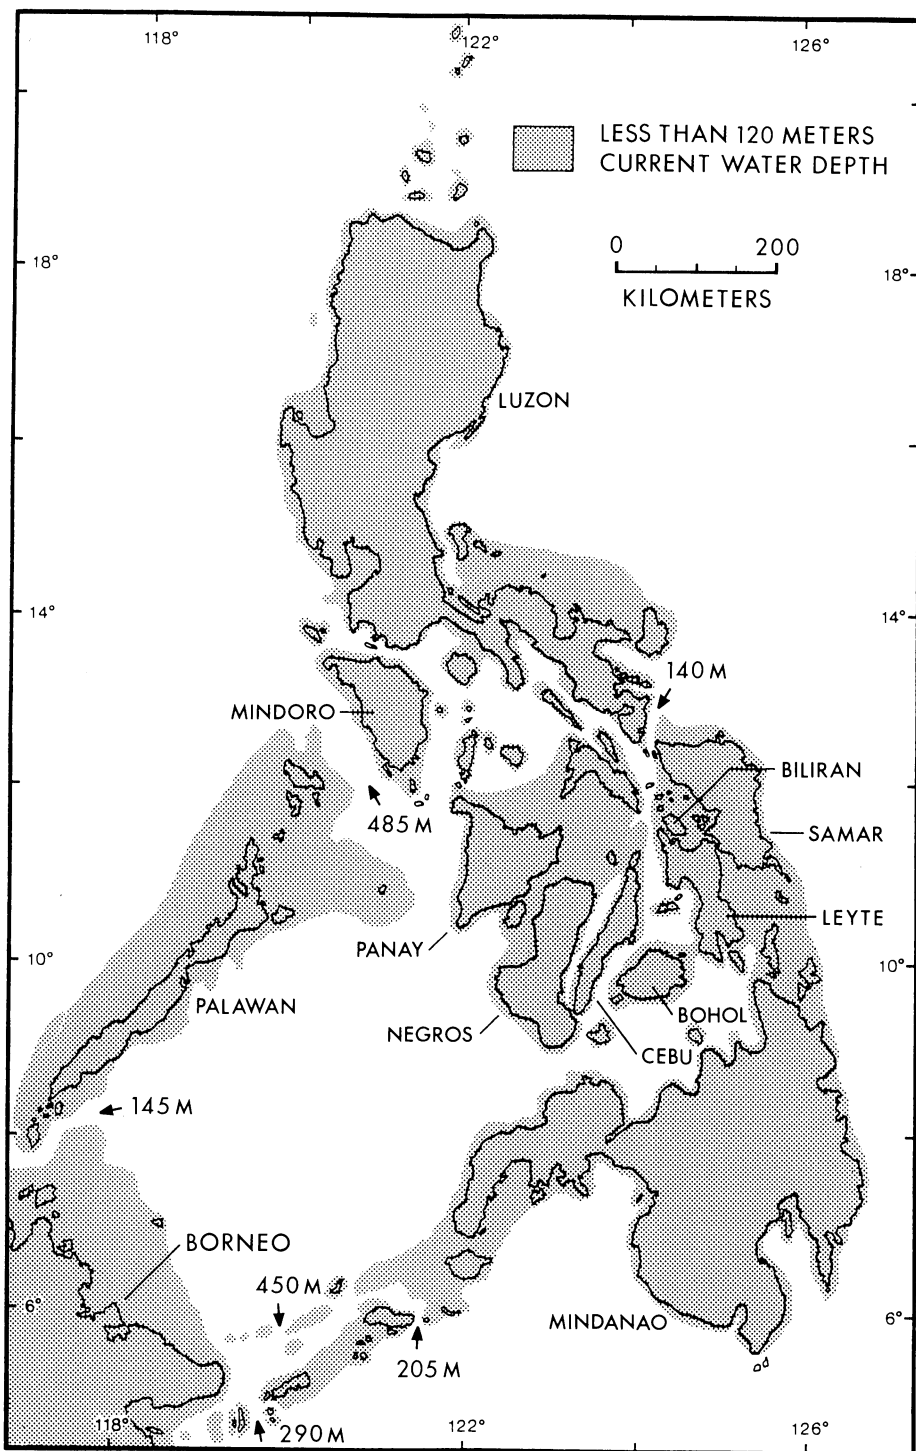 118°
122°
126°
LESS THAN 120 METERS
CURRENT WATER DEPTH
0 200
KILOMETERS
18°
18°
LUZON
14°
14°
140 M
MINDORO
BILIRAN
485 M
SAMAR
LEYTE
PANAY
10°
10°
PALAWAN
BOHOL
NEGROS
CEBU
145 M
BORNEO
450 M
6°
6°
MINDANAO
205 M
118°
290 M
122°
126°